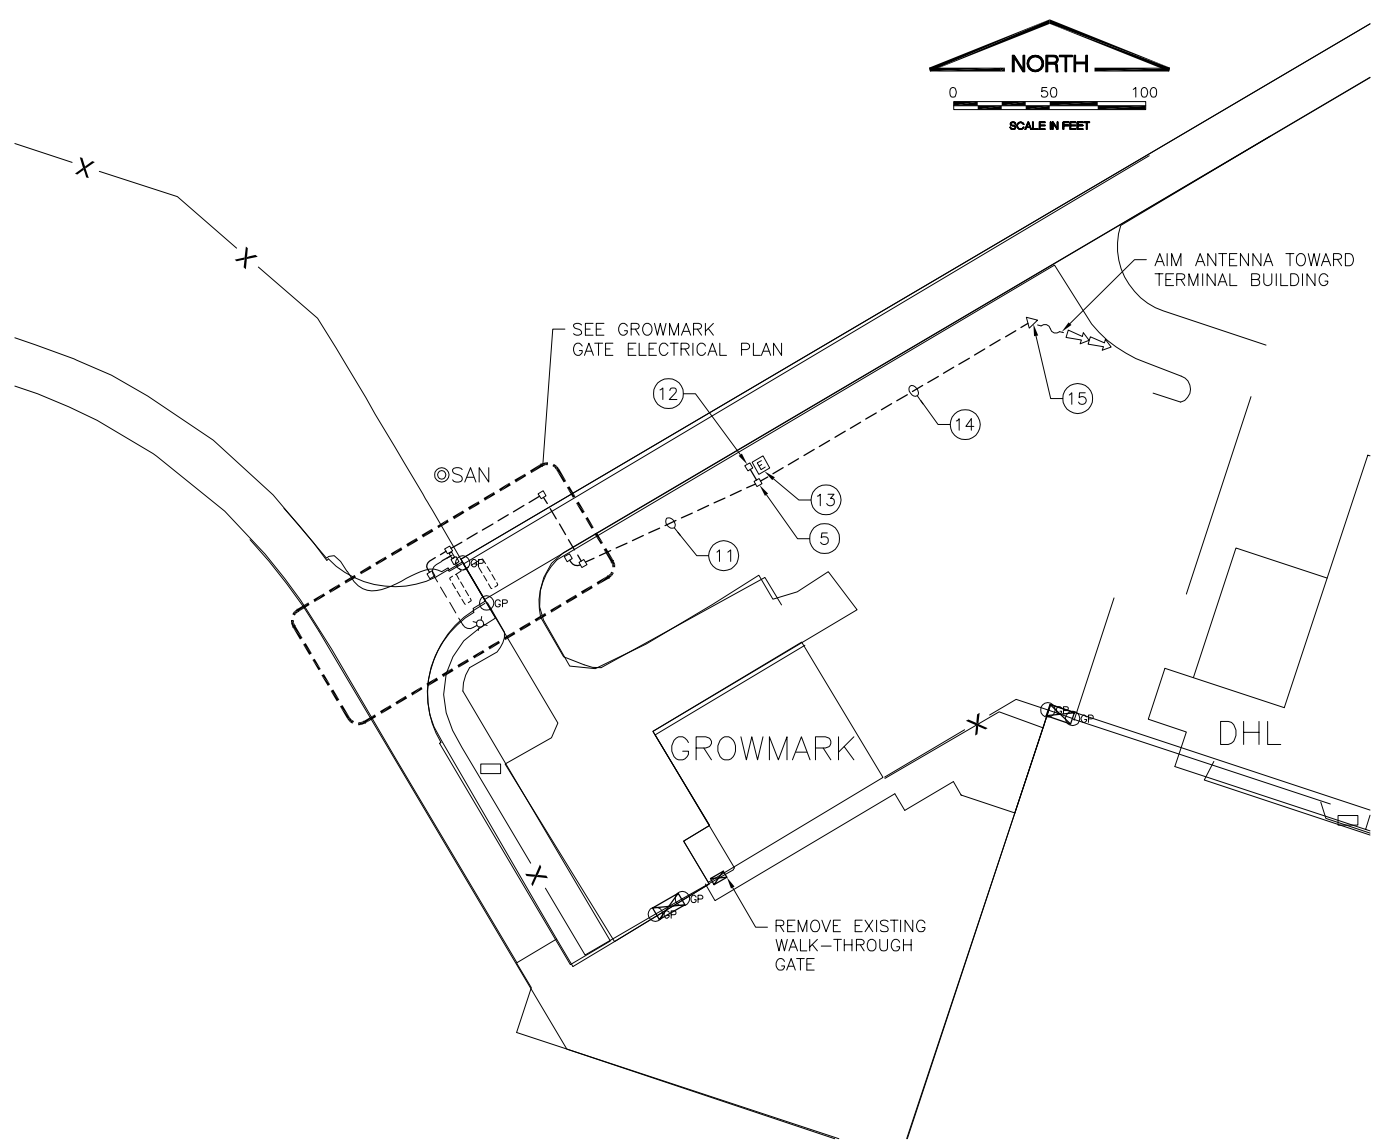 NORTH
0 50 100
SCALE IN FEET
X
X
AIM ANTENNA TOWARD
TERMINAL BUILDING
SEE GROWMARK
GATE ELECTRICAL PLAN
12
15
14
SAN
E
13
5
11
GP
GP
GP
GP
X
DHL
GROWMARK
X
GP
GP
REMOVE EXISTING
WALK-THROUGH
GATE